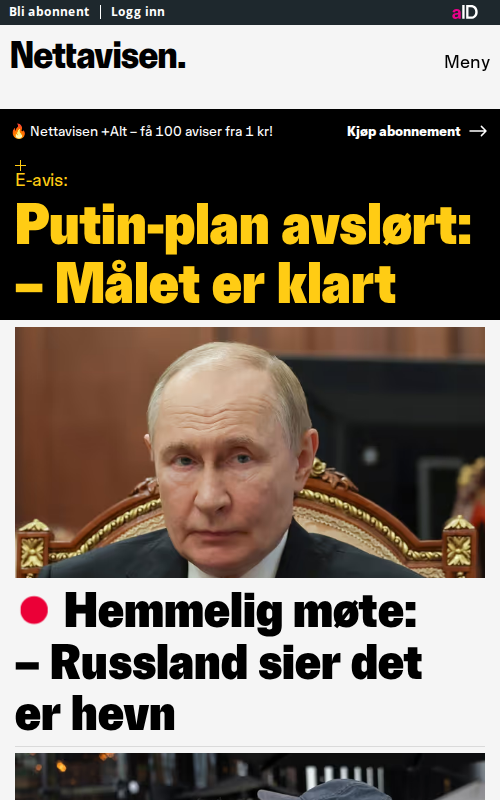 Bli abonnent | Logg inn
aID
Nettavisen.
Meny
🔥 Nettavisen +Alt – få 100 aviser fra 1 kr!
Kjøp abonnement →
+
E-avis:
Putin-plan avslørt:
– Målet er klart
Hemmelig møte:
– Russland sier det
er hevn